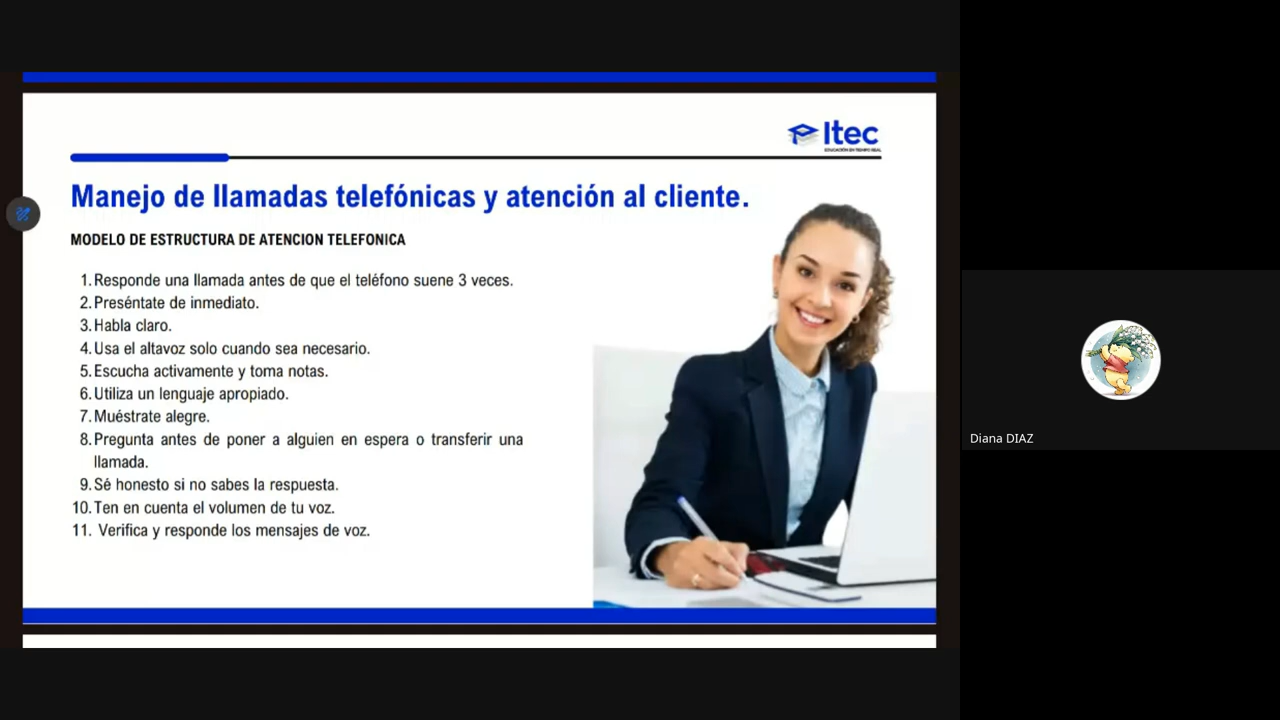 Itec
EDUCACIÓN EN TIEMPO REAL
Manejo de llamadas telefónicas y atención al cliente.
MODELO DE ESTRUCTURA DE ATENCION TELEFONICA
1. Responde una llamada antes de que el teléfono suene 3 veces.
2. Preséntate de inmediato.
3. Habla claro.
4. Usa el altavoz solo cuando sea necesario.
5. Escucha activamente y toma notas.
6. Utiliza un lenguaje apropiado.
7. Muéstrate alegre.
8. Pregunta antes de poner a alguien en espera o transferir una
llamada.
9. Sé honesto si no sabes la respuesta.
10. Ten en cuenta el volumen de tu voz.
11. Verifica y responde los mensajes de voz.
Diana DIAZ